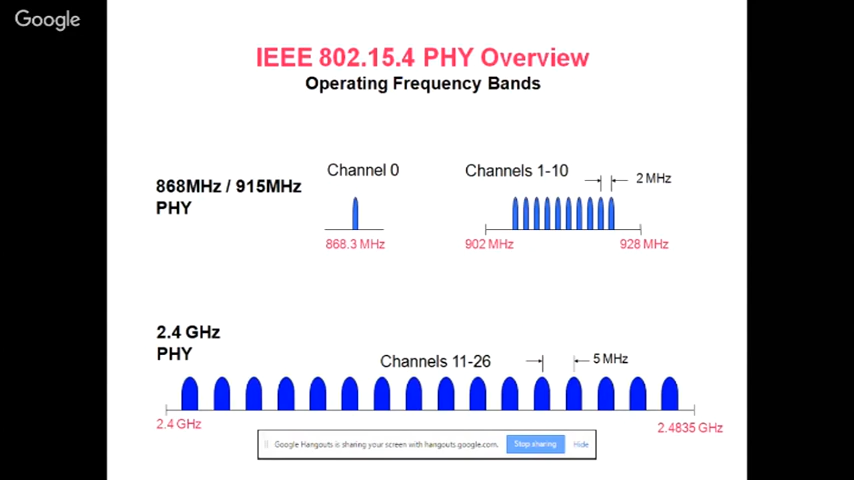 Google
IEEE 802.15.4 PHY Overview
Operating Frequency Bands
868MHz / 915MHz
PHY
Channel 0
868.3 MHz
Channels 1-10
2 MHz
902 MHz
928 MHz
2.4 GHz
PHY
Channels 11-26
5 MHz
2.4 GHz
2.4835 GHz
Google Hangouts is sharing your screen with hangouts.google.com.
Stop sharing
Hide